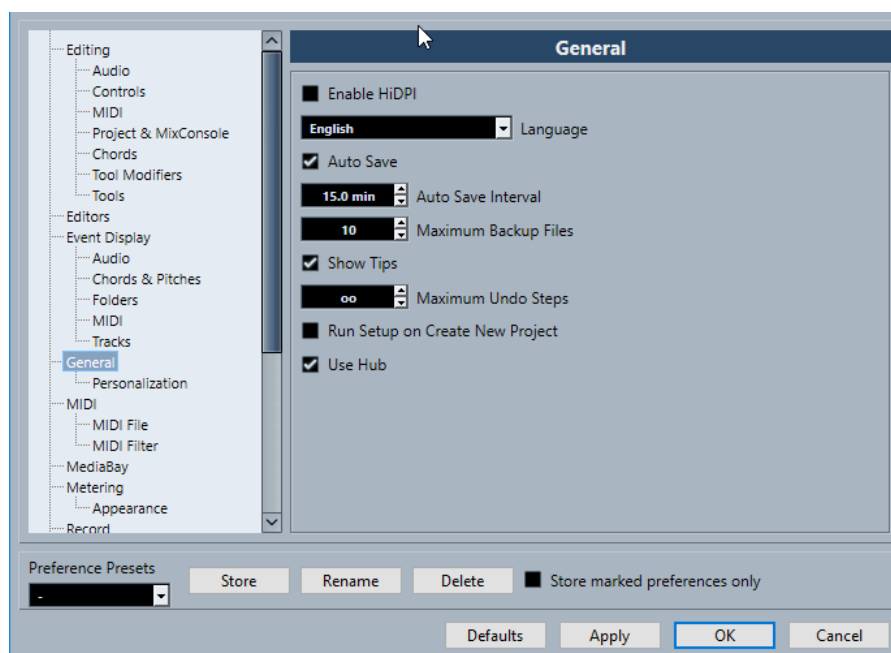 General
Editing
Audio
Controls
MIDI
Project & MixConsole
Chords
Tool Modifiers
Tools
Editors
Event Display
Audio
Chords & Pitches
Folders
MIDI
Tracks
General
Personalization
MIDI
MIDI File
MIDI Filter
MediaBay
Metering
Appearance
Record
Enable HiDPI
English Language
Auto Save
15.0 min Auto Save Interval
10 Maximum Backup Files
Show Tips
oo Maximum Undo Steps
Run Setup on Create New Project
Use Hub
Preference Presets
- Store Rename Delete Store marked preferences only
Defaults Apply OK Cancel